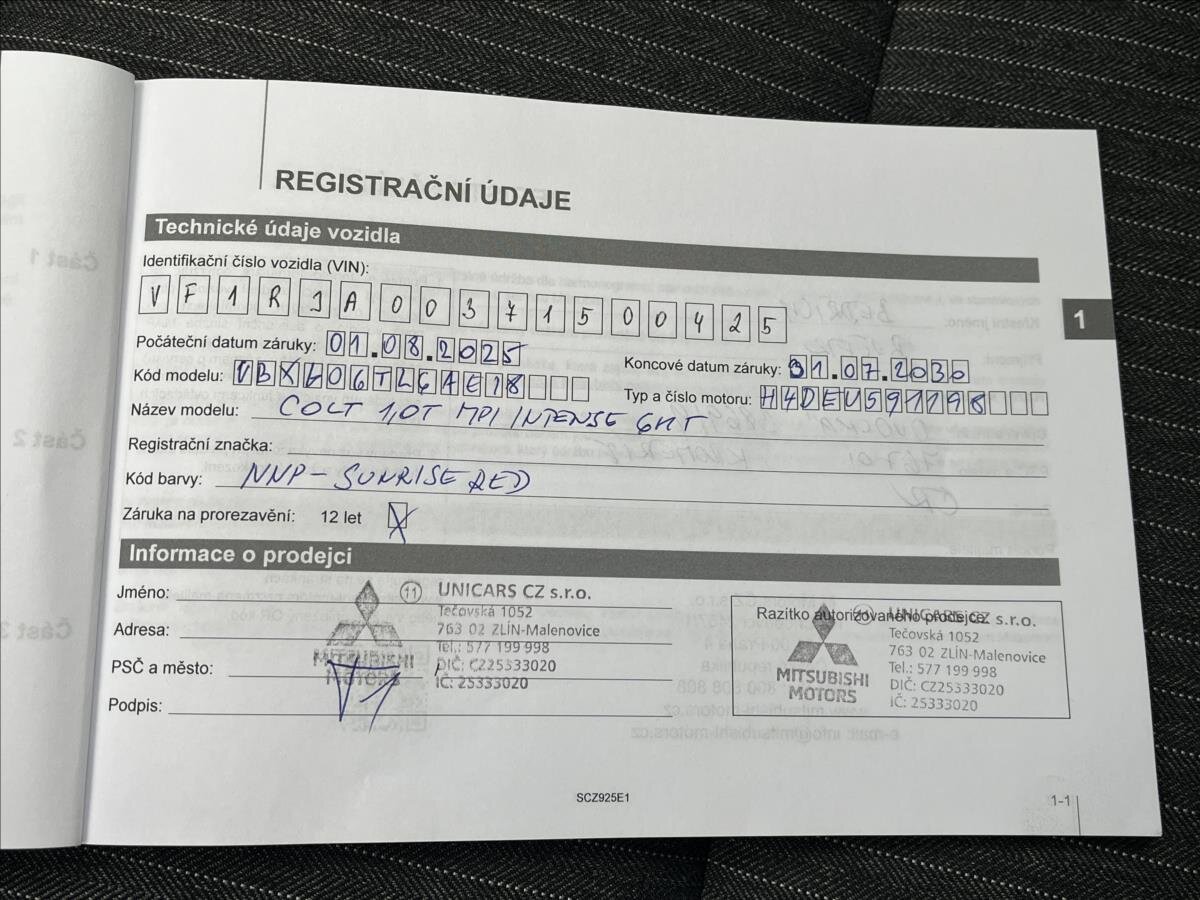 REGISTRAČNÍ ÚDAJE
Technické údaje vozidla
Identifikační číslo vozidla (VIN):
VF1RJA00371500425
Počáteční datum záruky: 01.08.2025
Koncové datum záruky: 31.07.2030
Kód modelu:
Typ a číslo motoru: H4DEU591198
Název modelu: COLT 1,0T MPI INTENSE 6MT
Registrační značka:
Kód barvy: NNP - SUNRISE RED
Záruka na prorezavění: 12 let X
1
Informace o prodejci
Jméno:
Adresa:
PSČ a město:
Podpis:
MITSUBISHI
MOTORS
11 UNICARS CZ s.r.o.
Tečovská 1052
763 02 ZLÍN-Malenovice
Tel.: 577 199 998
DIČ: CZ25333020
IČ: 25333020
Razítko autorizovaného prodejce:
UNICARS CZ s.r.o.
Tečovská 1052
763 02 ZLÍN-Malenovice
Tel.: 577 199 998
DIČ: CZ25333020
IČ: 25333020
MITSUBISHI
MOTORS
SCZ925E1
1-1